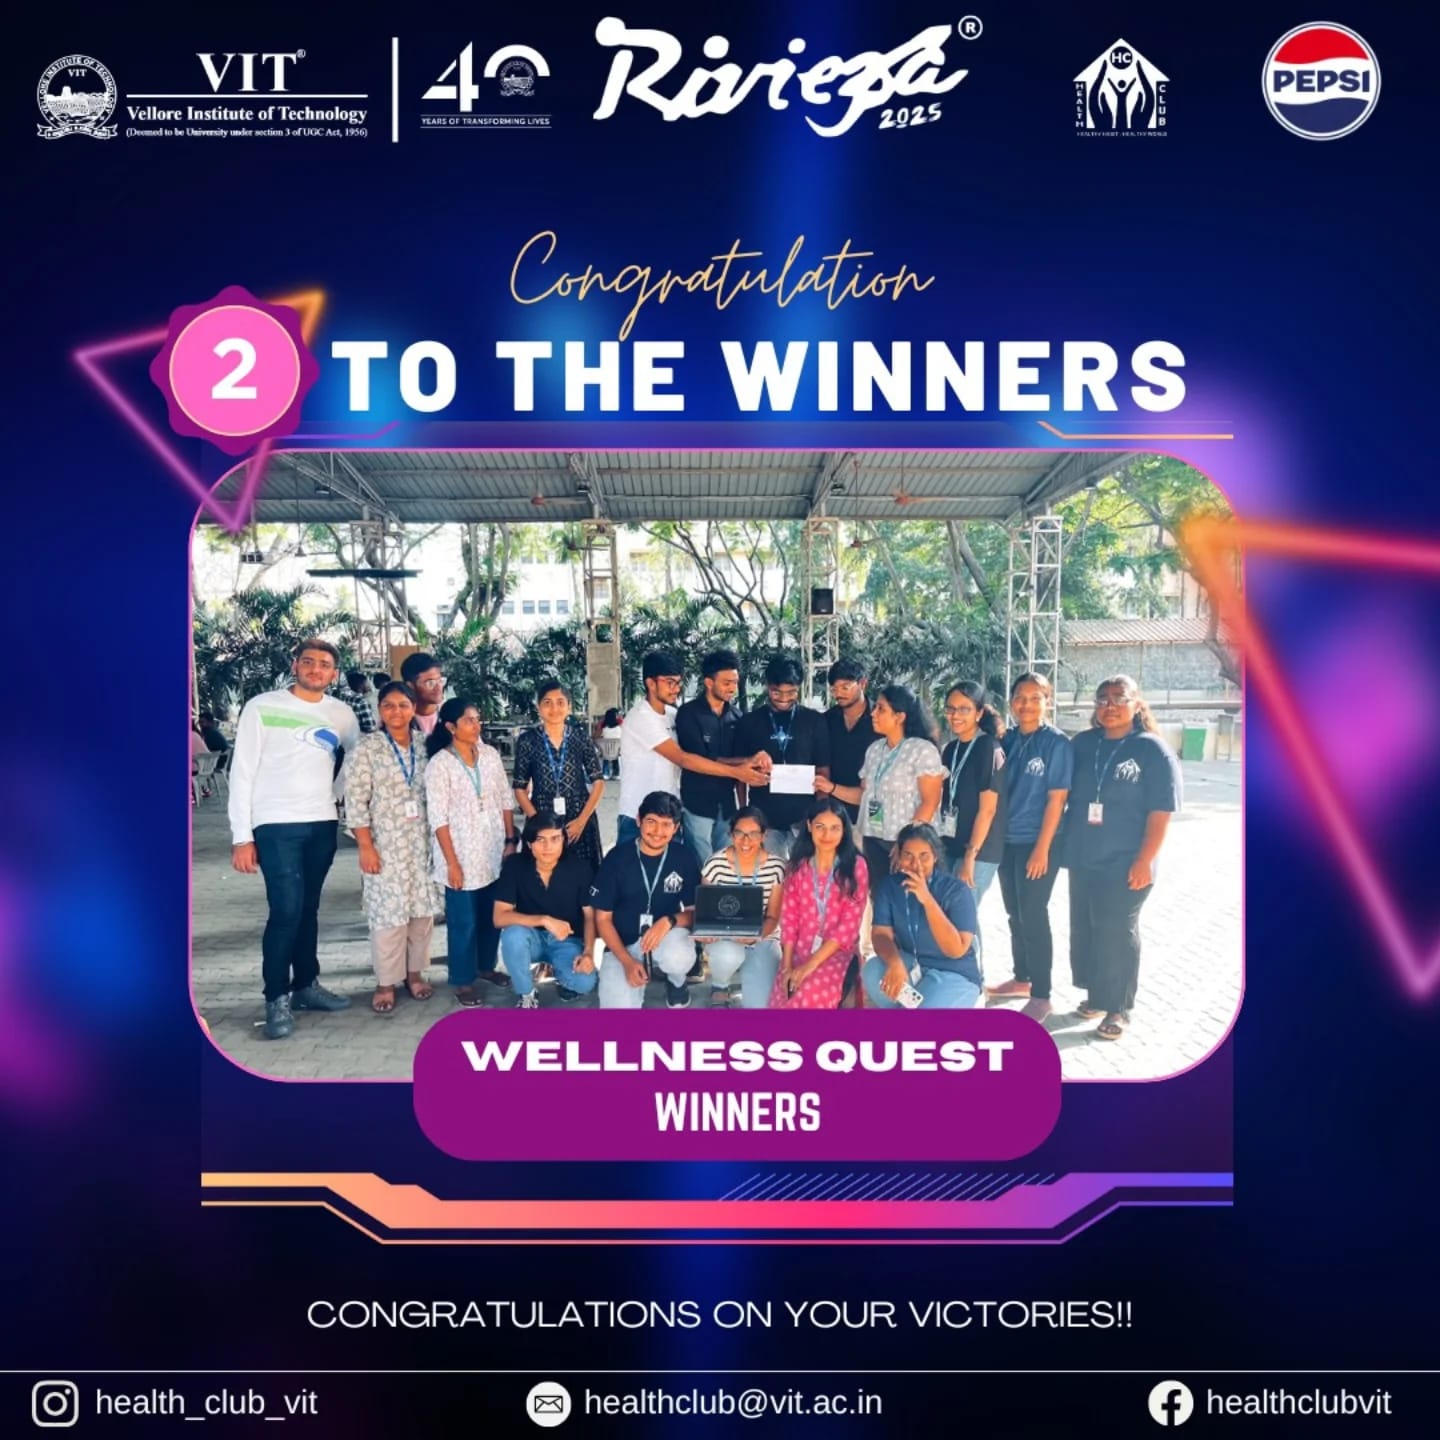 VIT®
Vellore Institute of Technology
(Deemed to be University under section 3 of UGC Act, 1956)
VIT
40
YEARS OF TRANSFORMING LIVES
Riviera®
2025
HC
HEALTH CLUB
PEPSI
Congratulation
2
TO THE WINNERS
WELLNESS QUEST
WINNERS
CONGRATULATIONS ON YOUR VICTORIES!!
health_club_vit
healthclub@vit.ac.in
healthclubvit